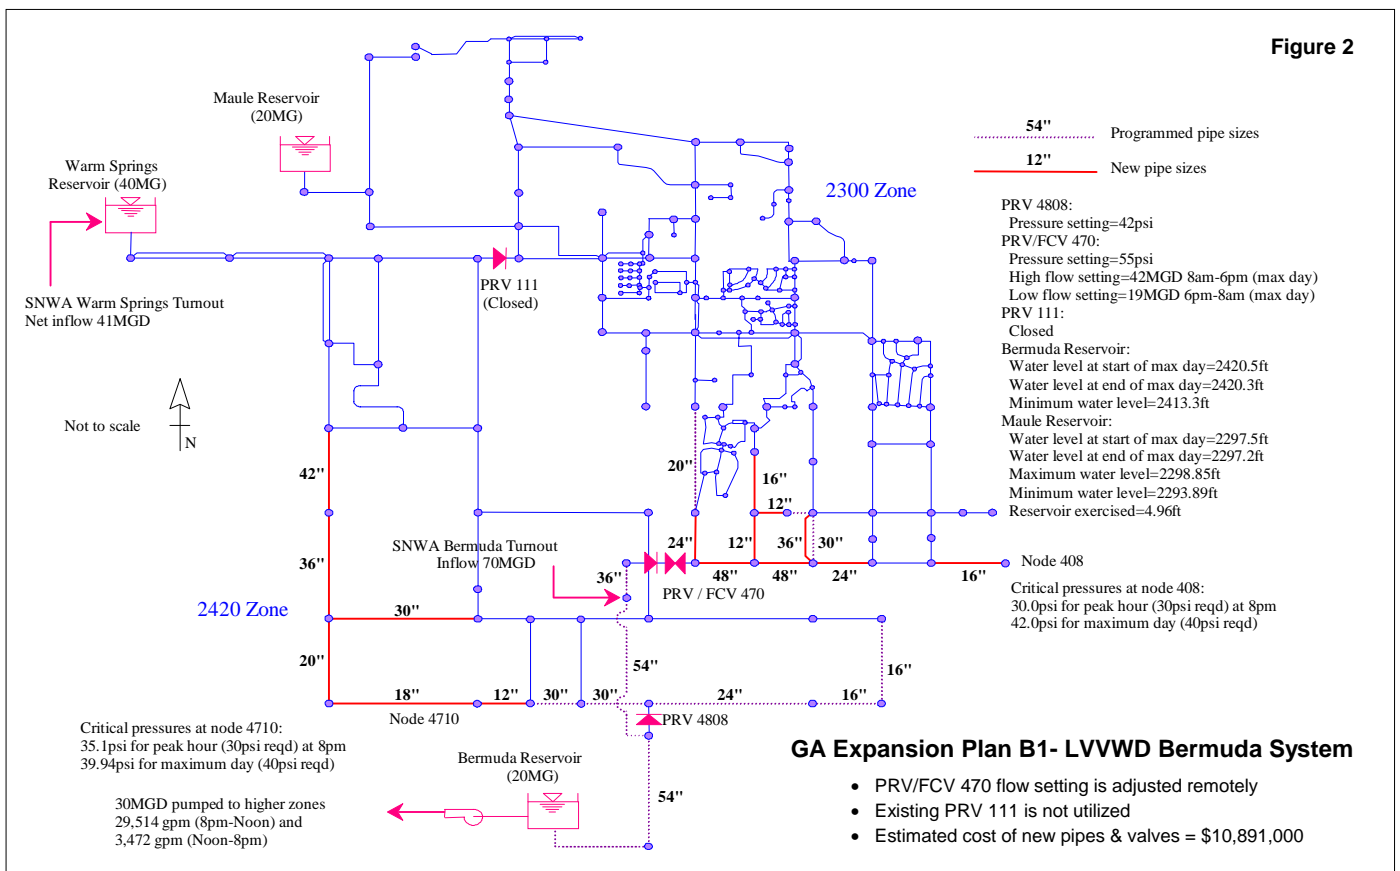 Figure 2
Maule Reservoir
(20MG)
Warm Springs
Reservoir (40MG)
54"
Programmed pipe sizes
12"
New pipe sizes
2300 Zone
PRV 4808:
Pressure setting=42psi
PRV/FCV 470:
Pressure setting=55psi
High flow setting=42MGD 8am-6pm (max day)
Low flow setting=19MGD 6pm-8am (max day)
PRV 111:
Closed
Bermuda Reservoir:
Water level at start of max day=2420.5ft
Water level at end of max day=2420.3ft
Minimum water level=2413.3ft
Maule Reservoir:
Water level at start of max day=2297.5ft
Water level at end of max day=2297.2ft
Maximum water level=2298.85ft
Minimum water level=2293.89ft
Reservoir exercised=4.96ft
SNWA Warm Springs Turnout
Net inflow 41MGD
PRV 111
(Closed)
Not to scale
N
42"
20"
16"
12"
36"
30"
24"
12"
48"
48"
24"
16"
Node 408
Critical pressures at node 408:
30.0psi for peak hour (30psi reqd) at 8pm
42.0psi for maximum day (40psi reqd)
SNWA Bermuda Turnout
Inflow 70MGD
36"
PRV / FCV 470
36"
2420 Zone
30"
20"
54"
16"
18"
12"
30"
30"
24"
16"
Node 4710
PRV 4808
Critical pressures at node 4710:
35.1psi for peak hour (30psi reqd) at 8pm
39.94psi for maximum day (40psi reqd)
Bermuda Reservoir
(20MG)
54"
30MGD pumped to higher zones
29,514 gpm (8pm-Noon) and
3,472 gpm (Noon-8pm)
GA Expansion Plan B1- LVVWD Bermuda System
• PRV/FCV 470 flow setting is adjusted remotely
• Existing PRV 111 is not utilized
• Estimated cost of new pipes & valves = $10,891,000